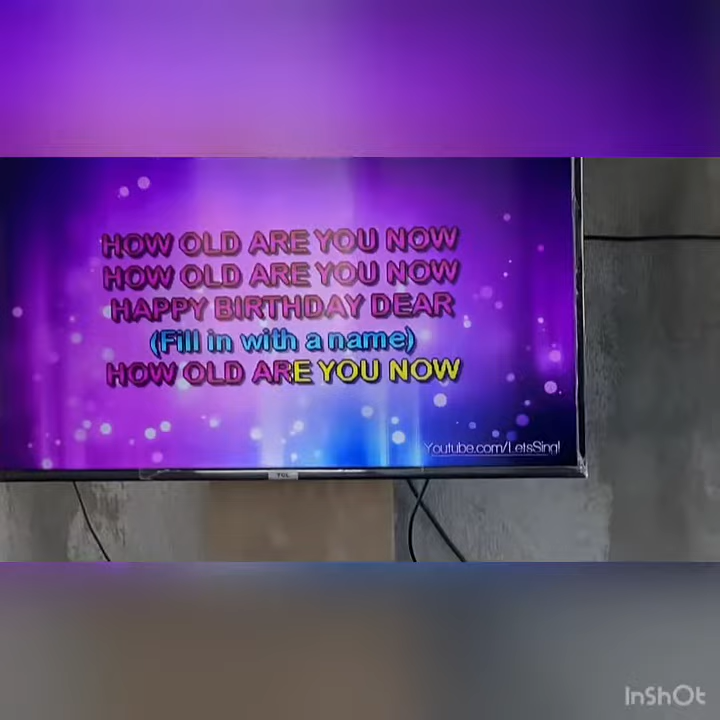 HOW OLD ARE YOU NOW
HOW OLD ARE YOU NOW
HAPPY BIRTHDAY DEAR
(Fill in with a name)
HOW OLD ARE YOU NOW
Youtube.com/LetsSing!
TCL
InShOt